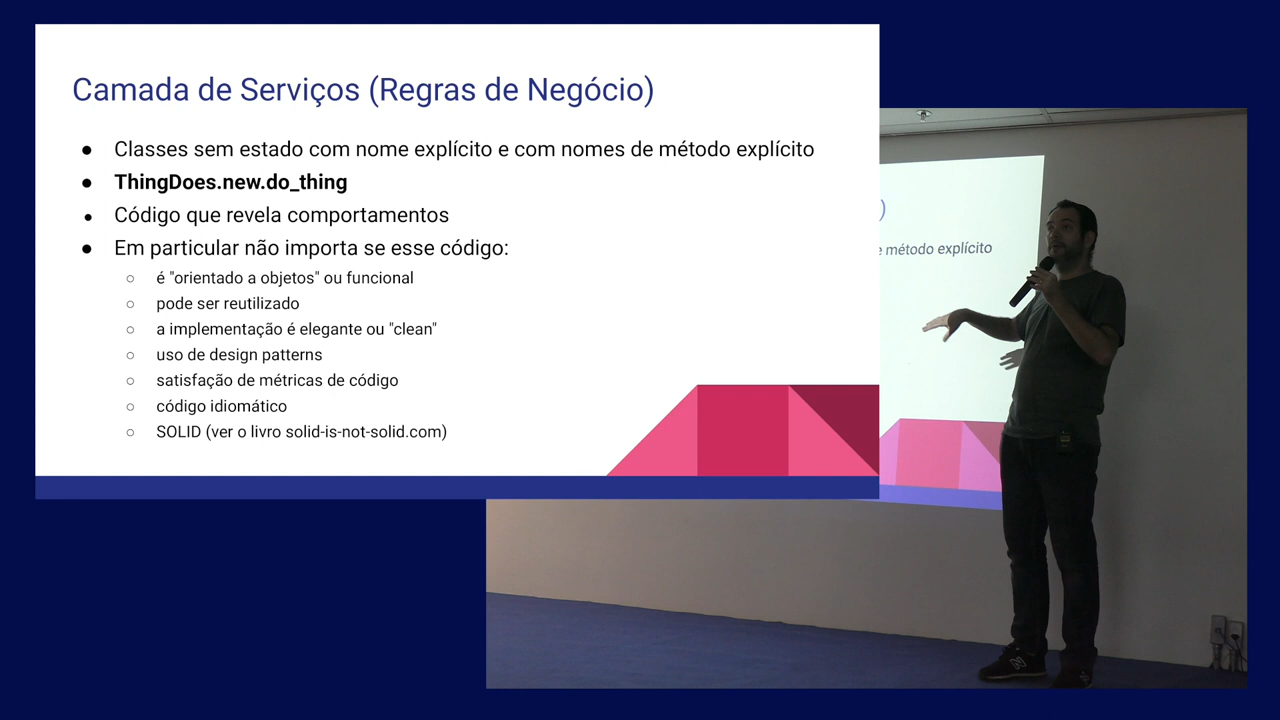 Camada de Serviços (Regras de Negócio)
● Classes sem estado com nome explícito e com nomes de método explícito
● ThingDoes.new.do_thing
● Código que revela comportamentos
● Em particular não importa se esse código:
○ é "orientado a objetos" ou funcional
○ pode ser reutilizado
○ a implementação é elegante ou "clean"
○ uso de design patterns
○ satisfação de métricas de código
○ código idiomático
○ SOLID (ver o livro solid-is-not-solid.com)
)
e método explícito
N